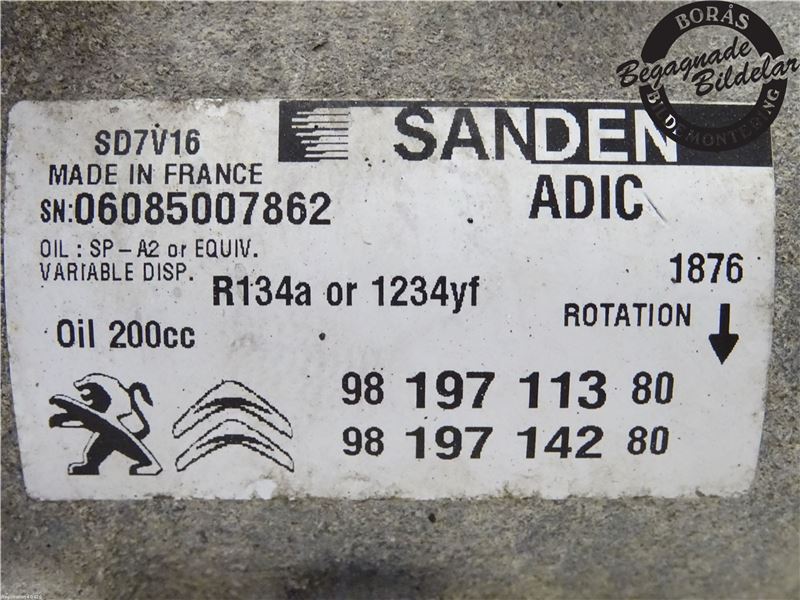 BORÅS
Begagnade
Bildelar
BILDEMONTERING
SD7V16
SANDEN
MADE IN FRANCE
SN:06085007862
ADIC
OIL : SP-A2 or EQUIV.
VARIABLE DISP.
R134a or 1234yf
1876
Oil 200cc
ROTATION
98 197 113 80
98 197 142 80